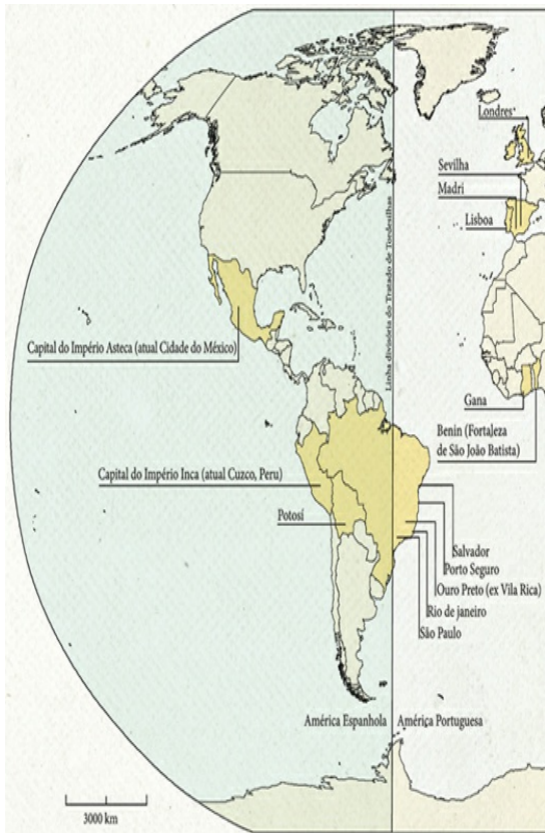 Londres
Sevilha
Madri
Lisboa
Linha divisória do Tratado de Tordesilhas
Capital do Império Asteca (atual Cidade do México)
Gana
Benin (Fortaleza
de São João Batista)
Capital do Império Inca (atual Cuzco, Peru)
Potosí
Salvador
Porto Seguro
Ouro Preto (ex Vila Rica)
Rio de janeiro
São Paulo
América Espanhola
América Portuguesa
3000 km